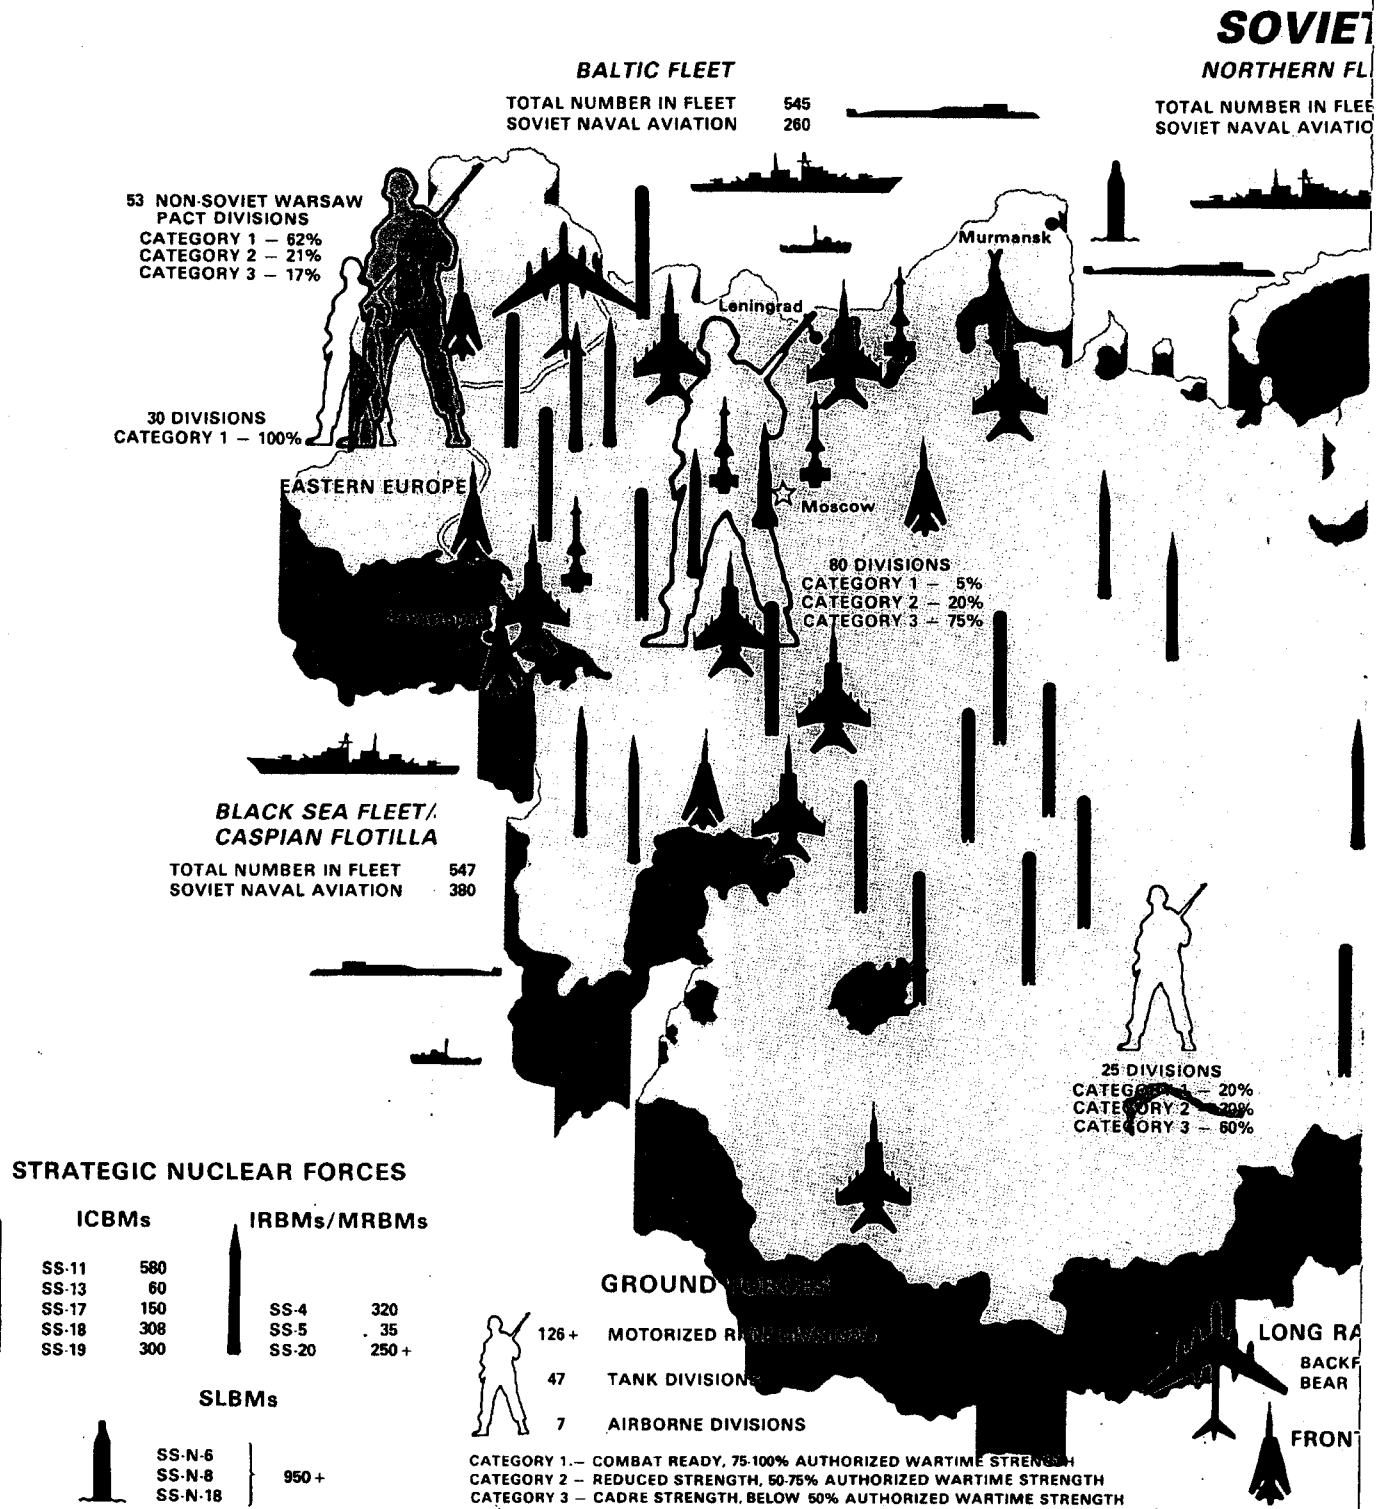 SOVIET
BALTIC FLEET
TOTAL NUMBER IN FLEET 545
SOVIET NAVAL AVIATION 260
NORTHERN FL
TOTAL NUMBER IN FLEE
SOVIET NAVAL AVIATIO
53 NON-SOVIET WARSAW
PACT DIVISIONS
CATEGORY 1 – 62%
CATEGORY 2 – 21%
CATEGORY 3 – 17%
Murmansk
Leningrad
30 DIVISIONS
CATEGORY 1 – 100%
EASTERN EUROPE
Moscow
80 DIVISIONS
CATEGORY 1 – 5%
CATEGORY 2 – 20%
CATEGORY 3 – 75%
BLACK SEA FLEET/
CASPIAN FLOTILLA
TOTAL NUMBER IN FLEET 547
SOVIET NAVAL AVIATION 380
25 DIVISIONS
CATEGORY 1 – 20%
CATEGORY 2 – 20%
CATEGORY 3 – 60%
STRATEGIC NUCLEAR FORCES
ICBMs
SS-11 580
SS-13 60
SS-17 150
SS-18 308
SS-19 300
IRBMs/MRBMs
SS-4 320
SS-5 35
SS-20 250+
SLBMs
SS-N-6
SS-N-8 950+
SS-N-18
GROUND FORCES
126+ MOTORIZED RIFLE DIVISIONS
47 TANK DIVISION
7 AIRBORNE DIVISIONS
CATEGORY 1.– COMBAT READY, 75-100% AUTHORIZED WARTIME STRENGTH
CATEGORY 2 – REDUCED STRENGTH, 50-75% AUTHORIZED WARTIME STRENGTH
CATEGORY 3 – CADRE STRENGTH, BELOW 50% AUTHORIZED WARTIME STRENGTH
LONG RA
BACKF
BEAR
FRONT